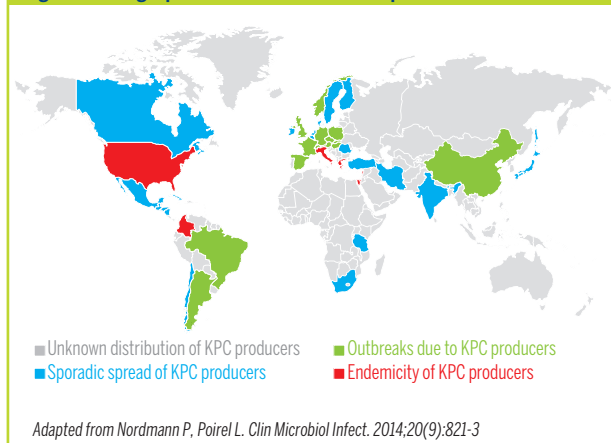 Unknown distribution of KPC producers
Sporadic spread of KPC producers
Outbreaks due to KPC producers
Endemicity of KPC producers
Adapted from Nordmann P, Poirel L. Clin Microbiol Infect. 2014;20(9):821-3